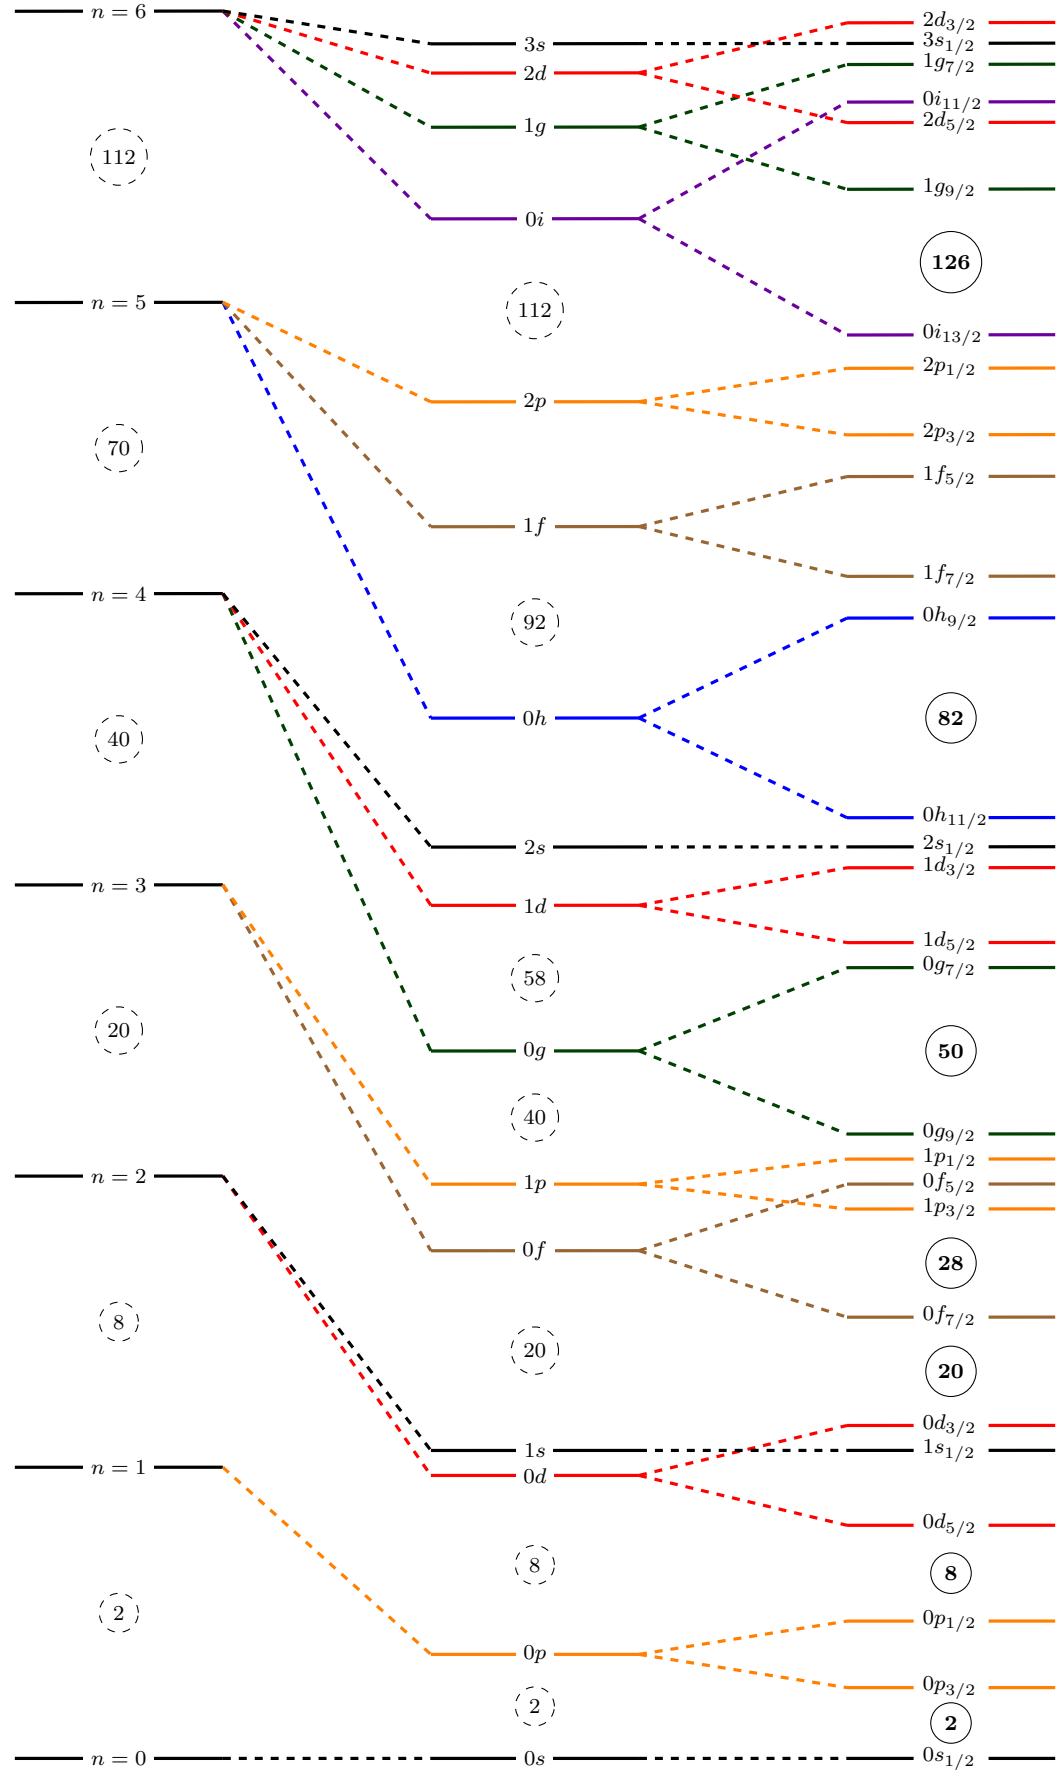 n = 6
3s
2d
1g
0i
2d3/2
3s1/2
1g7/2
0i11/2
2d5/2
1g9/2
112
126
n = 5
112
0i13/2
2p
2p1/2
2p3/2
70
1f
1f5/2
1f7/2
n = 4
92
0h9/2
0h
82
40
0h11/2
2s
2s1/2
n = 3
1d
1d3/2
1d5/2
58
0g7/2
20
0g
50
40
0g9/2
n = 2
1p
1p1/2
0f5/2
1p3/2
0f
28
8
0f7/2
20
20
0d3/2
n = 1
1s
1s1/2
0d
0d5/2
8
8
2
0p
0p1/2
0p3/2
2
2
n = 0
0s
0s1/2